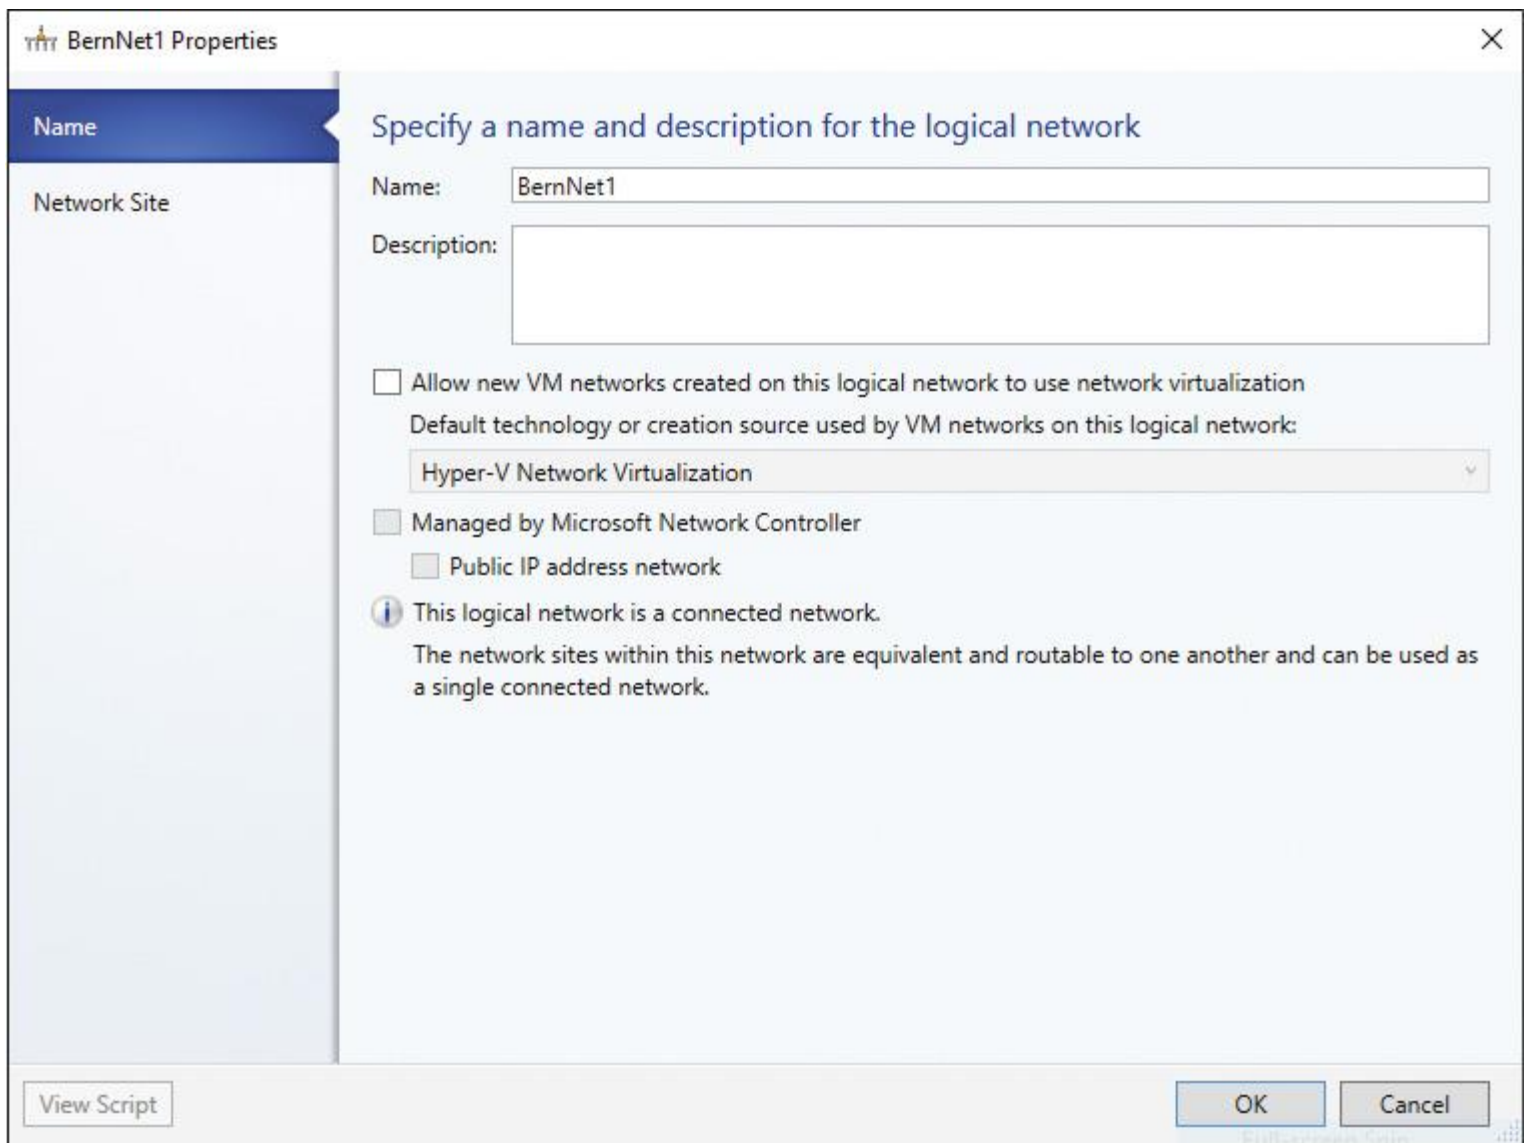 BernNet1 Properties
Name
Network Site
Specify a name and description for the logical network
Name:
BernNet1
Description:
Allow new VM networks created on this logical network to use network virtualization
Default technology or creation source used by VM networks on this logical network:
Hyper-V Network Virtualization
Managed by Microsoft Network Controller
Public IP address network
This logical network is a connected network.
The network sites within this network are equivalent and routable to one another and can be used as
a single connected network.
View Script
OK
Cancel
Full-screen Snip